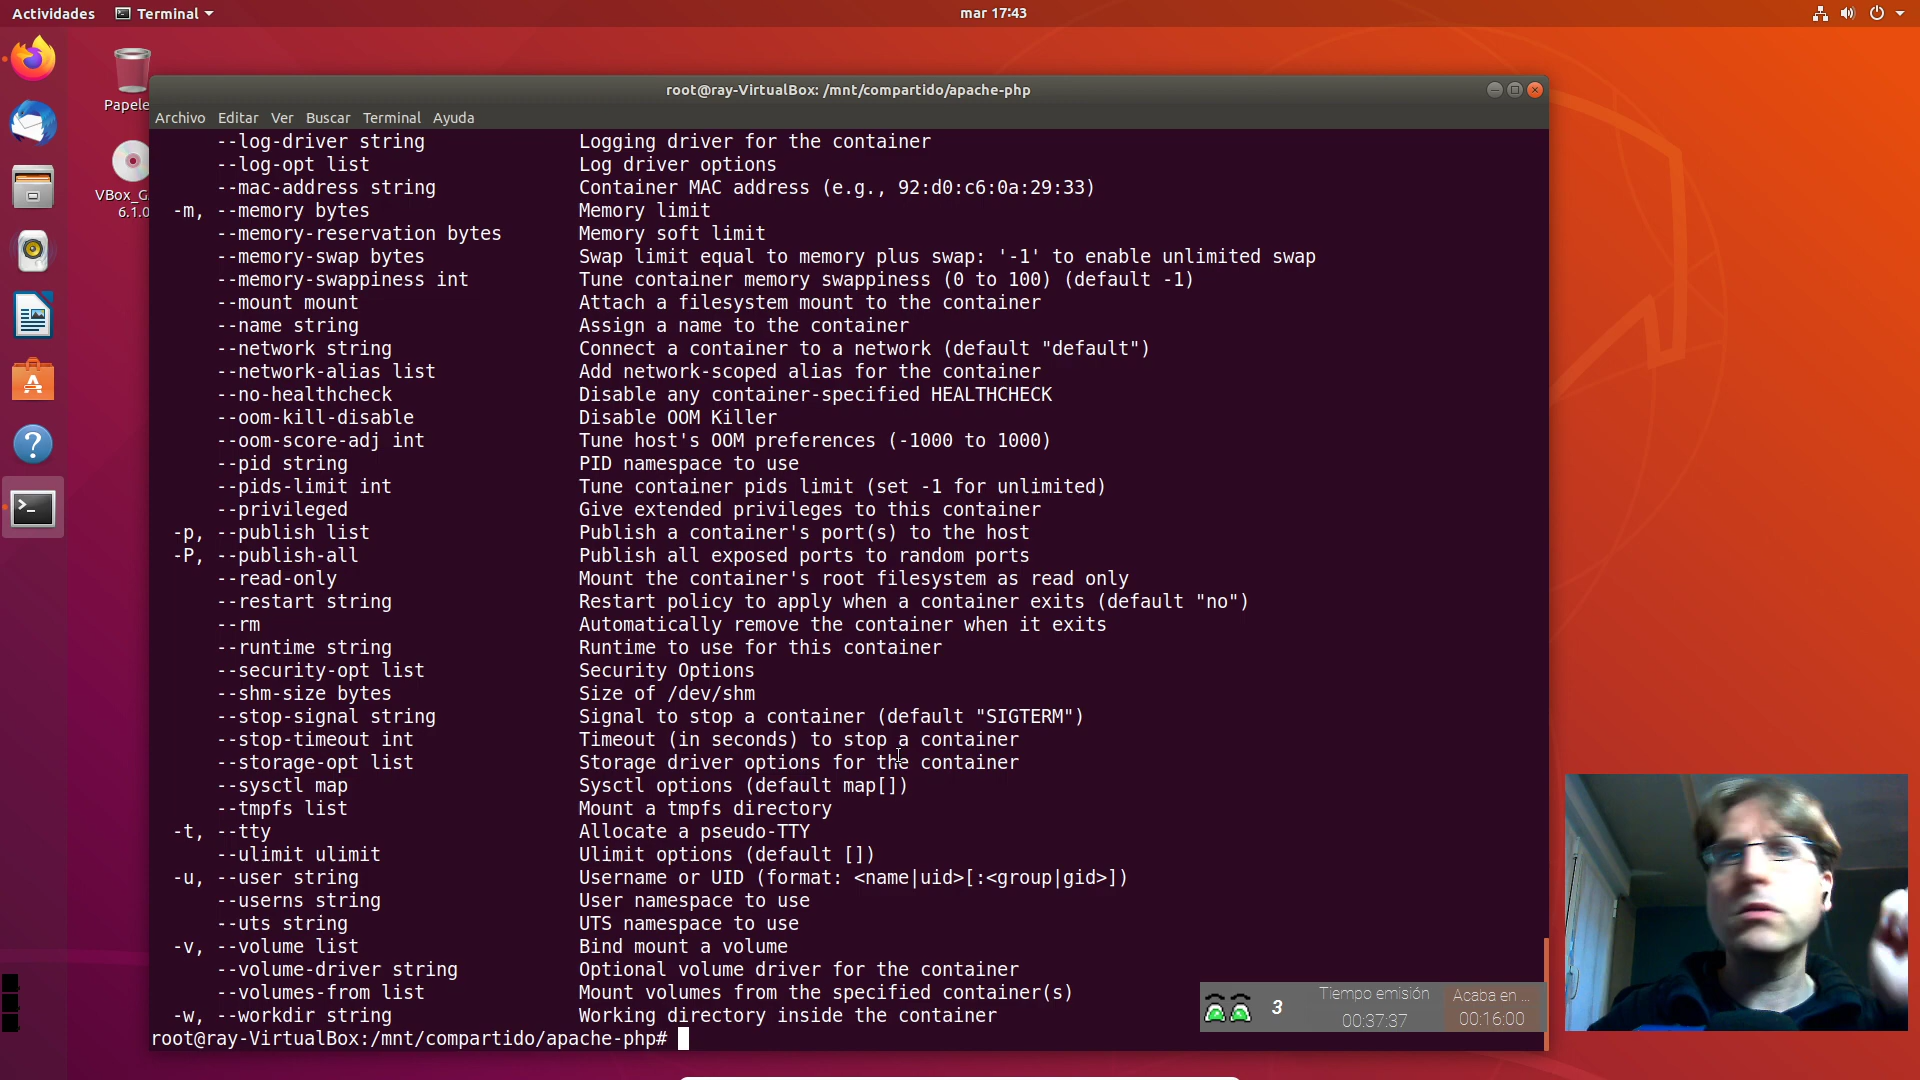 Actividades
Terminal
mar 17:43
Papele
VBox_G
6.1.0
root@ray-VirtualBox: /mnt/compartido/apache-php
Archivo Editar Ver Buscar Terminal Ayuda
--log-driver string Logging driver for the container
--log-opt list Log driver options
--mac-address string Container MAC address (e.g., 92:d0:c6:0a:29:33)
-m, --memory bytes Memory limit
--memory-reservation bytes Memory soft limit
--memory-swap bytes Swap limit equal to memory plus swap: '-1' to enable unlimited swap
--memory-swappiness int Tune container memory swappiness (0 to 100) (default -1)
--mount mount Attach a filesystem mount to the container
--name string Assign a name to the container
--network string Connect a container to a network (default "default")
--network-alias list Add network-scoped alias for the container
--no-healthcheck Disable any container-specified HEALTHCHECK
--oom-kill-disable Disable OOM Killer
--oom-score-adj int Tune host's OOM preferences (-1000 to 1000)
--pid string PID namespace to use
--pids-limit int Tune container pids limit (set -1 for unlimited)
--privileged Give extended privileges to this container
-p, --publish list Publish a container's port(s) to the host
-P, --publish-all Publish all exposed ports to random ports
--read-only Mount the container's root filesystem as read only
--restart string Restart policy to apply when a container exits (default "no")
--rm Automatically remove the container when it exits
--runtime string Runtime to use for this container
--security-opt list Security Options
--shm-size bytes Size of /dev/shm
--stop-signal string Signal to stop a container (default "SIGTERM")
--stop-timeout int Timeout (in seconds) to stop a container
--storage-opt list Storage driver options for the container
--sysctl map Sysctl options (default map[])
--tmpfs list Mount a tmpfs directory
-t, --tty Allocate a pseudo-TTY
--ulimit ulimit Ulimit options (default [])
-u, --user string Username or UID (format: <name|uid>[:<group|gid>])
--userns string User namespace to use
--uts string UTS namespace to use
-v, --volume list Bind mount a volume
--volume-driver string Optional volume driver for the container
--volumes-from list Mount volumes from the specified container(s)
-w, --workdir string Working directory inside the container
root@ray-VirtualBox:/mnt/compartido/apache-php#
3
Tiempo emisión
00:37:37
Acaba en ...
00:16:00